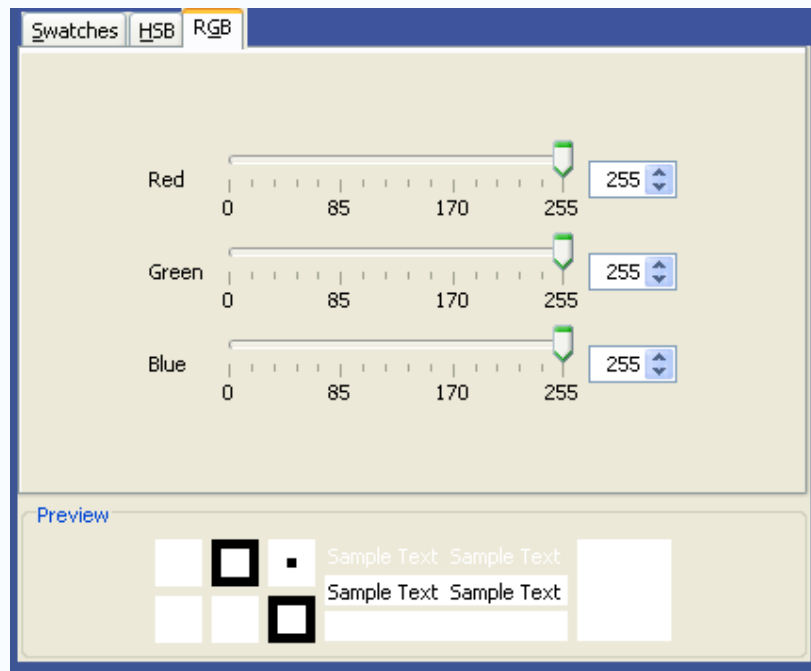 Swatches HSB RGB
Red 255
0 85 170 255
Green 255
0 85 170 255
Blue 255
0 85 170 255
Preview
Sample Text Sample Text
Sample Text Sample Text